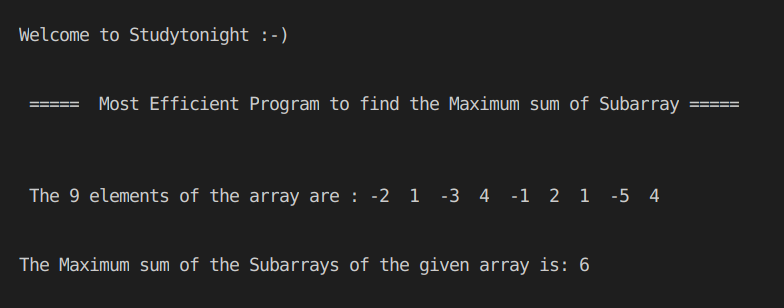 Welcome to Studytonight :-)
===== Most Efficient Program to find the Maximum sum of Subarray =====
The 9 elements of the array are : -2 1 -3 4 -1 2 1 -5 4
The Maximum sum of the Subarrays of the given array is: 6